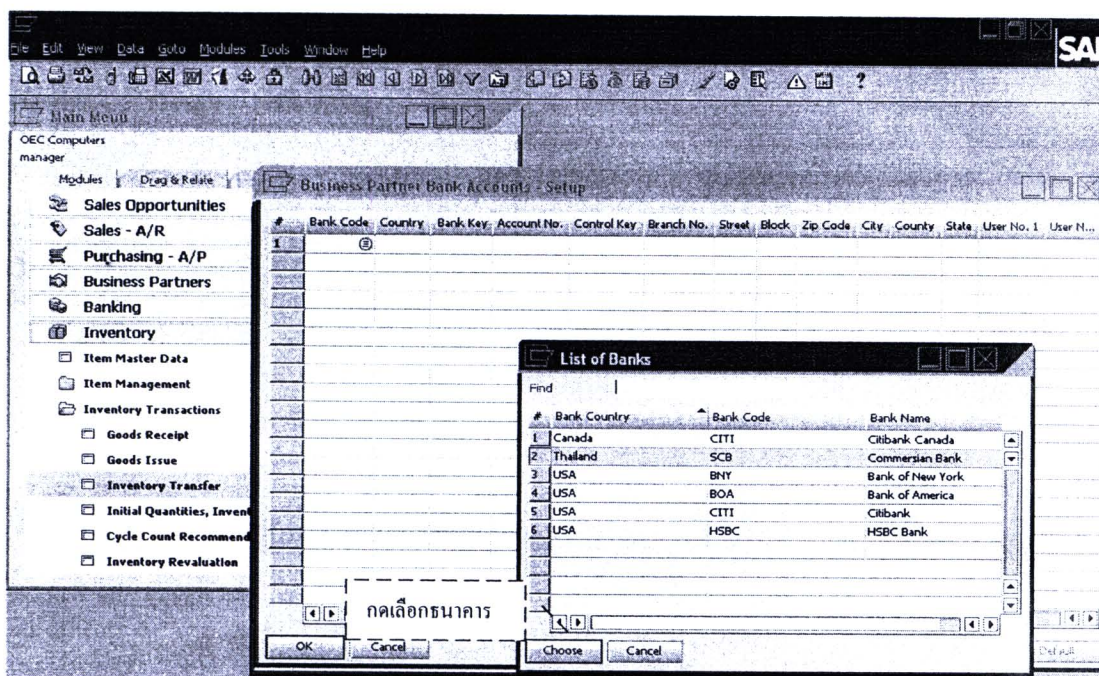 SAP
File Edit View Data Goto Modules Tools Window Help
Main Menu
OEC Computers
manager
Modules Drag & Relate
Sales Opportunities
Sales - A/R
Purchasing - A/P
Business Partners
Banking
Inventory
Item Master Data
Item Management
Inventory Transactions
Goods Receipt
Goods Issue
Inventory Transfer
Initial Quantities, Invent
Cycle Count Recommend
Inventory Revaluation
Business Partner Bank Accounts - Setup
# Bank Code Country Bank Key Account No. Control Key Branch No. Street Block Zip Code City County State User No. 1 User N...
1
OK Cancel
List of Banks
Find
# Bank Country Bank Code Bank Name
1 Canada CITI Citibank Canada
2 Thailand SCB Commersian Bank
3 USA BNY Bank of New York
4 USA BOA Bank of America
5 USA CITI Citibank
6 USA HSBC HSBC Bank
Choose Cancel
กดเลือกธนาคาร